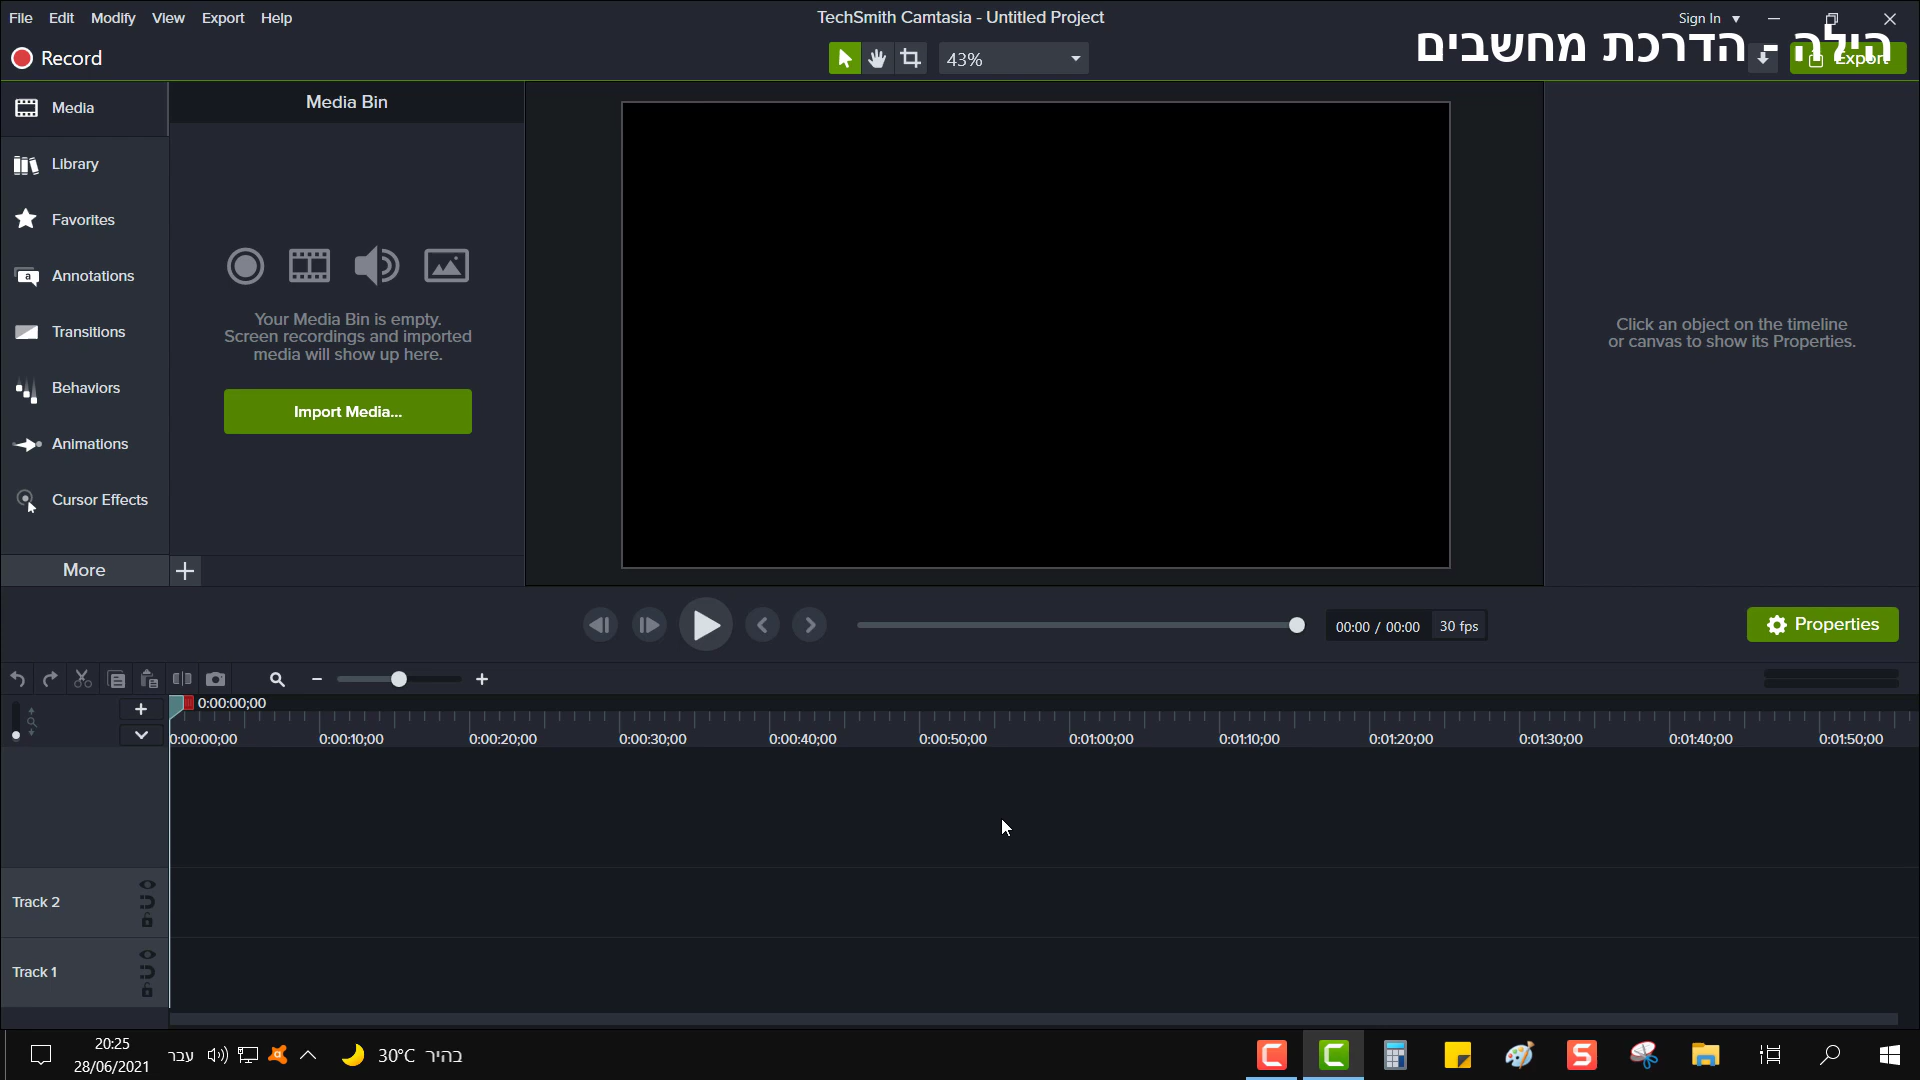 File Edit Modify View Export Help
TechSmith Camtasia - Untitled Project
Sign In
Record
43%
הילה - הדרכת מחשבים
Export
Media
Library
Favorites
Annotations
Transitions
Behaviors
Animations
Cursor Effects
More
Media Bin
Your Media Bin is empty.
Screen recordings and imported
media will show up here.
Import Media...
Click an object on the timeline
or canvas to show its Properties.
00:00 / 00:00
30 fps
Properties
0:00:00;00
0:00:00;00 0:00:10;00 0:00:20;00 0:00:30;00 0:00:40;00 0:00:50;00 0:01:00;00 0:01:10;00 0:01:20;00 0:01:30;00 0:01:40;00 0:01:50;00
Track 2
Track 1
20:25
28/06/2021
עבר
30°C בהיר